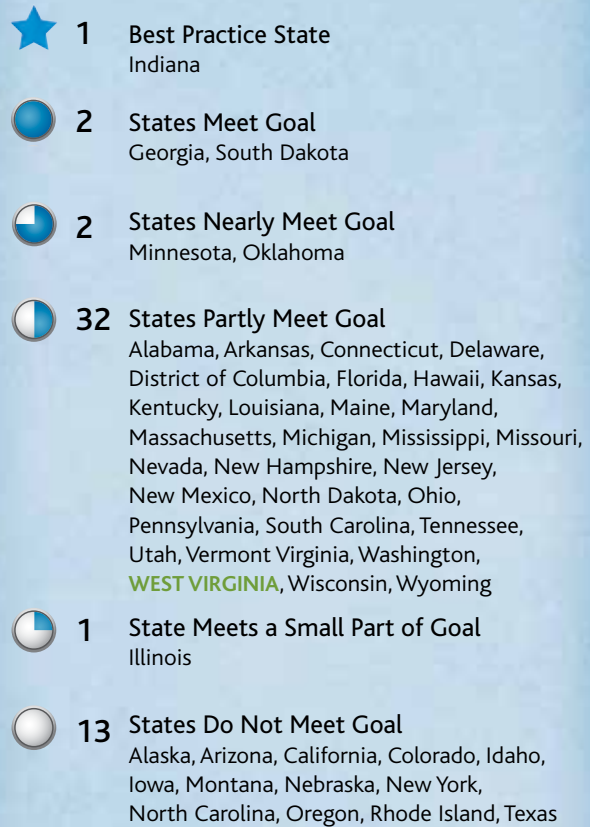 1 Best Practice State
Indiana
2 States Meet Goal
Georgia, South Dakota
2 States Nearly Meet Goal
Minnesota, Oklahoma
32 States Partly Meet Goal
Alabama, Arkansas, Connecticut, Delaware,
District of Columbia, Florida, Hawaii, Kansas,
Kentucky, Louisiana, Maine, Maryland,
Massachusetts, Michigan, Mississippi, Missouri,
Nevada, New Hampshire, New Jersey,
New Mexico, North Dakota, Ohio,
Pennsylvania, South Carolina, Tennessee,
Utah, Vermont Virginia, Washington,
WEST VIRGINIA, Wisconsin, Wyoming
1 State Meets a Small Part of Goal
Illinois
13 States Do Not Meet Goal
Alaska, Arizona, California, Colorado, Idaho,
Iowa, Montana, Nebraska, New York,
North Carolina, Oregon, Rhode Island, Texas